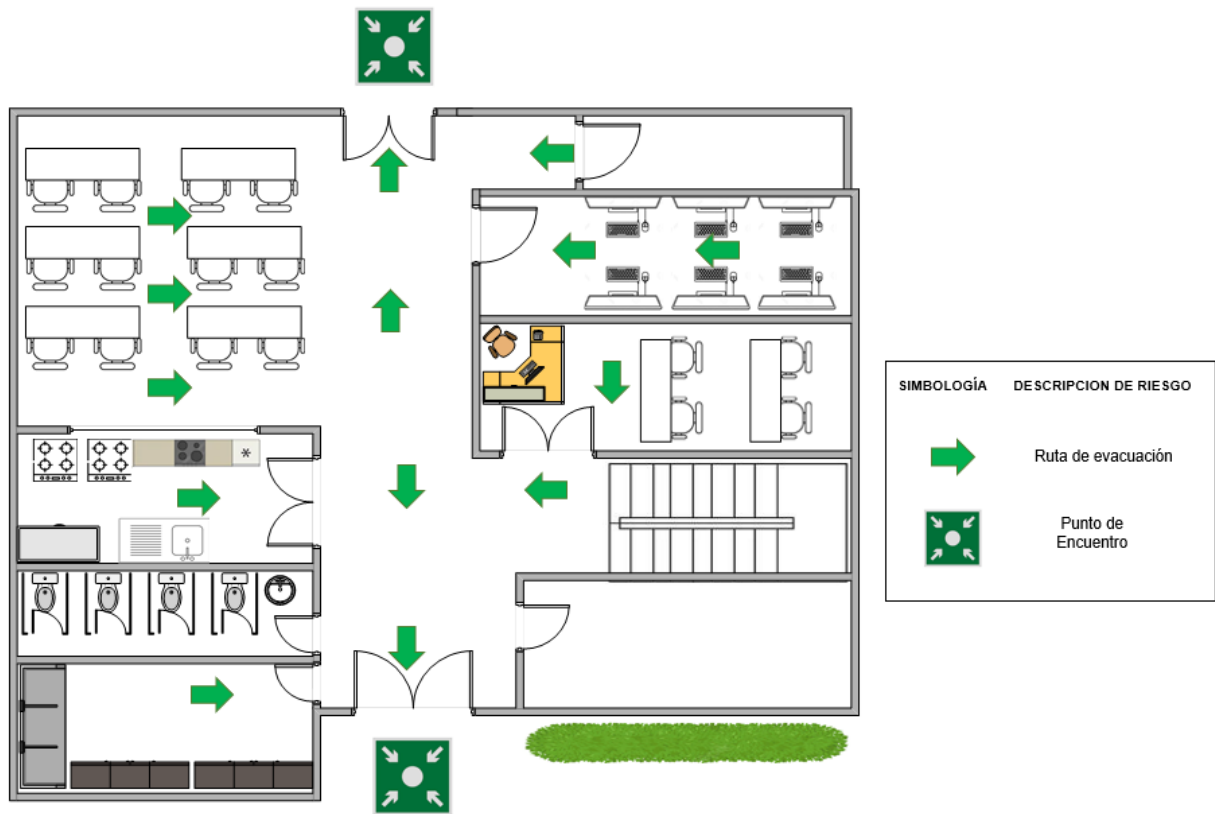 SIMBOLOGÍA DESCRIPCION DE RIESGO
Ruta de evacuación
Punto de
Encuentro